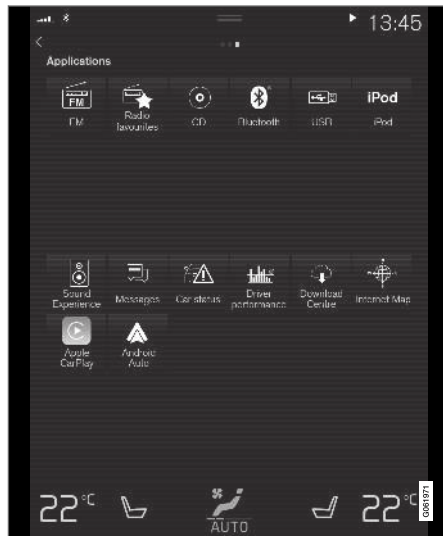 13:45
Applications
FM
iPod
FM
Radio
favourites
CD
Bluetooth
USB
iPod
Sound
Experience
Messages
Car status
Driver
performance
Download
Centre
Internet Map
Apple
CarPlay
Android
Auto
22°C
AUTO
22°C
G061971